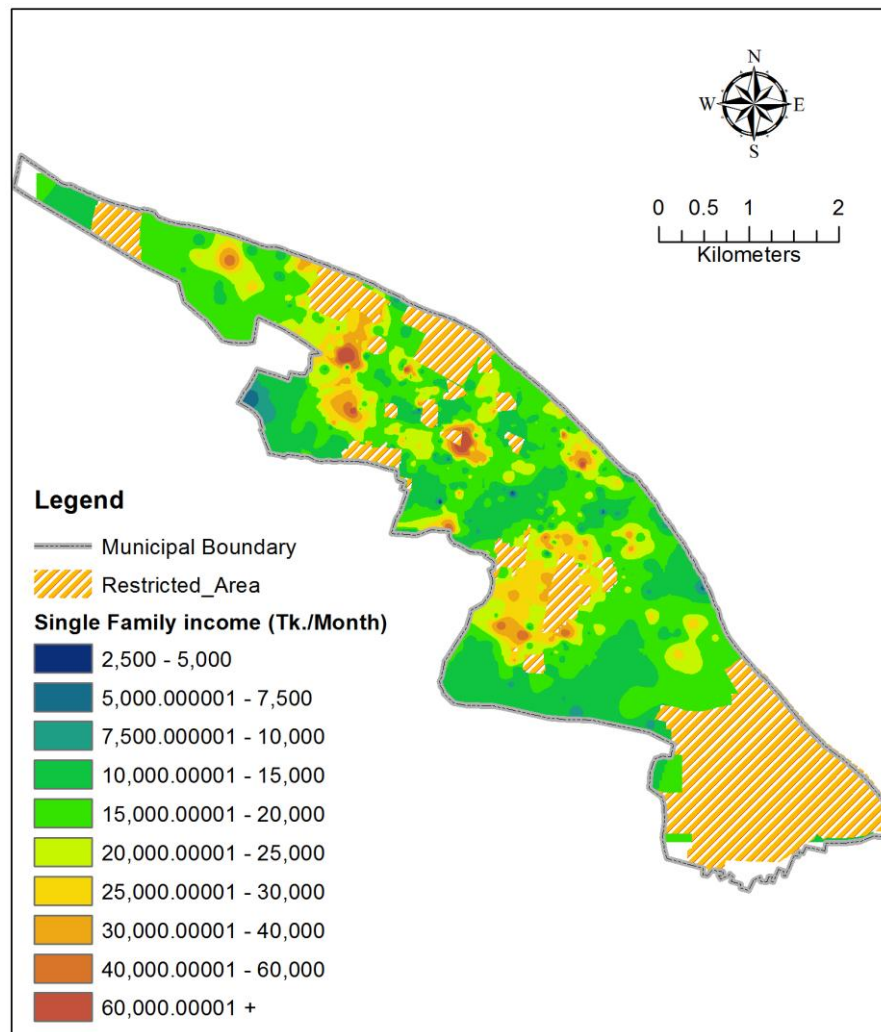 N
W E
S
0 0.5 1 2
Kilometers
Legend
Municipal Boundary
Restricted_Area
Single Family income (Tk./Month)
2,500 - 5,000
5,000.000001 - 7,500
7,500.000001 - 10,000
10,000.00001 - 15,000
15,000.00001 - 20,000
20,000.00001 - 25,000
25,000.00001 - 30,000
30,000.00001 - 40,000
40,000.00001 - 60,000
60,000.00001 +